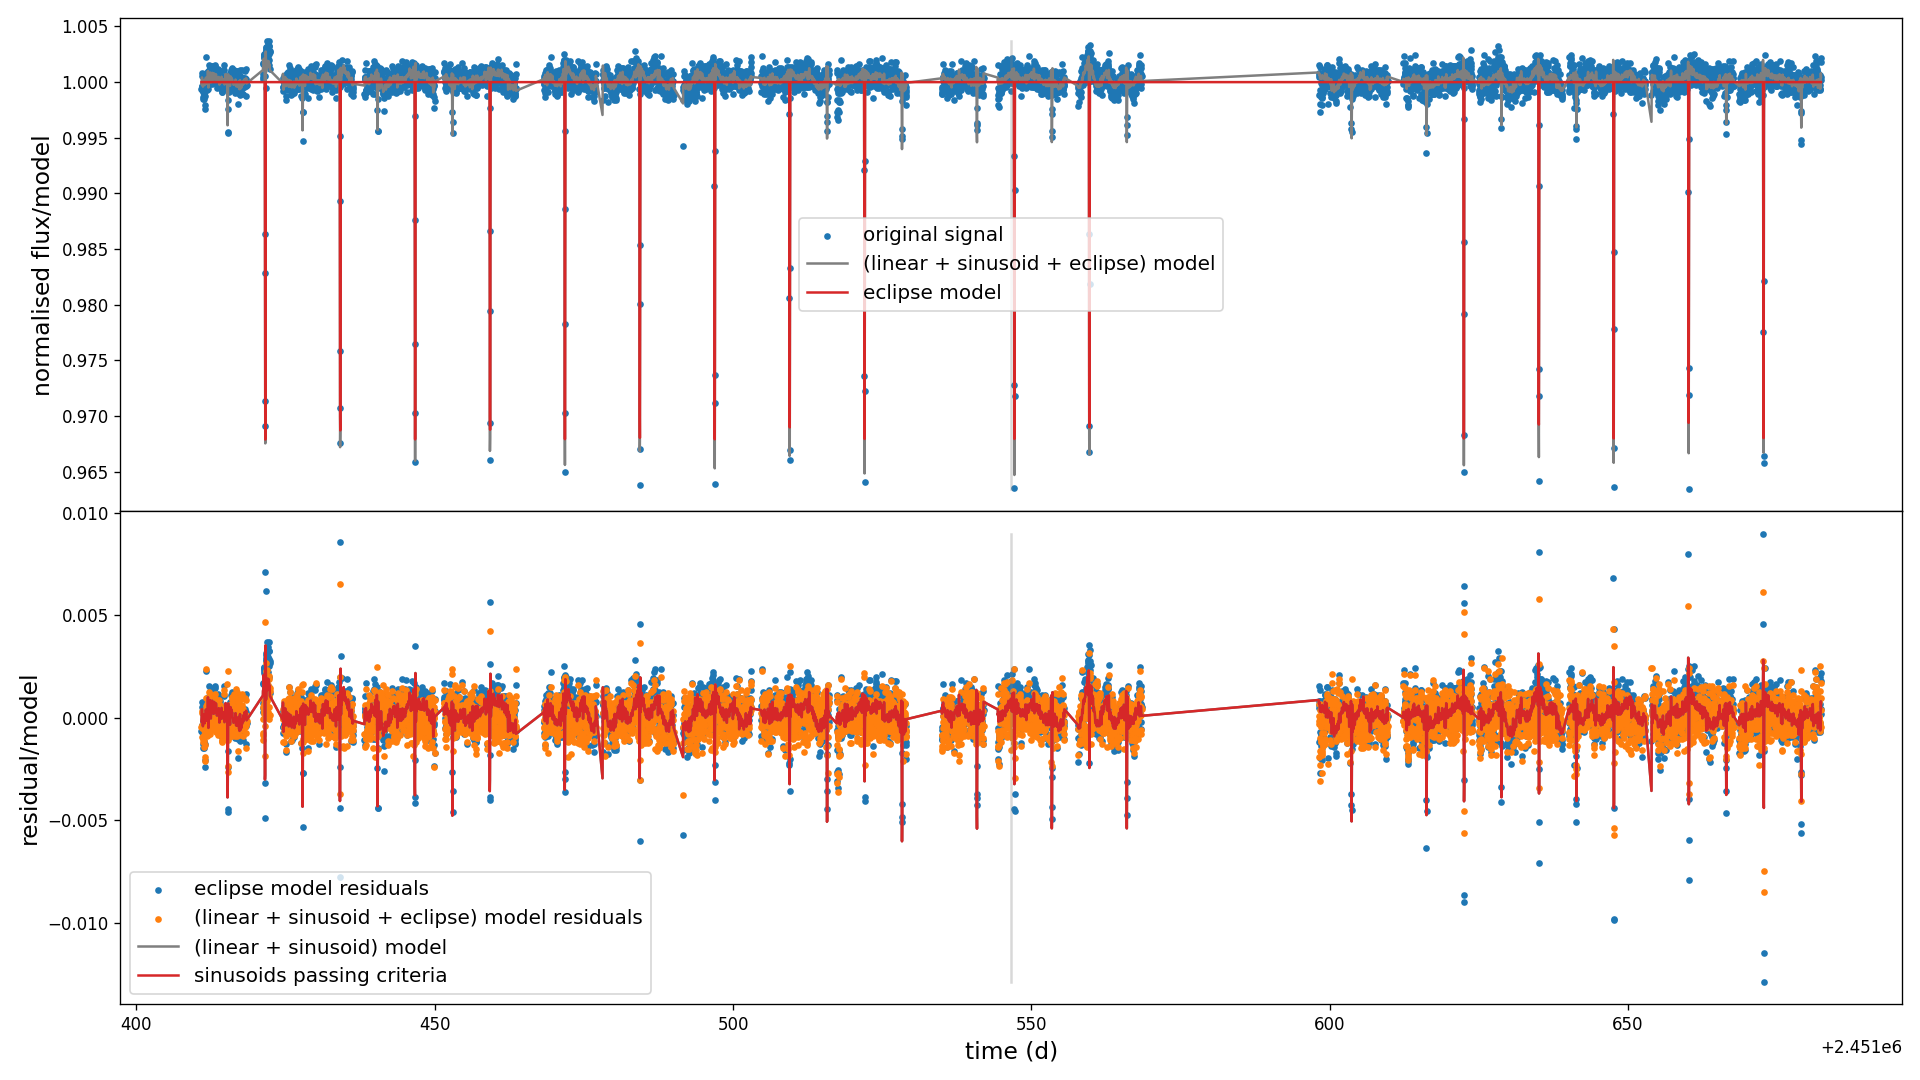 1.005
1.000
0.995
0.990
0.985
0.980
0.975
0.970
0.965
normalised flux/model
original signal
(linear + sinusoid + eclipse) model
eclipse model
0.010
0.005
0.000
−0.005
−0.010
residual/model
eclipse model residuals
(linear + sinusoid + eclipse) model residuals
(linear + sinusoid) model
sinusoids passing criteria
400
450
500
550
600
650
+2.451e6
time (d)